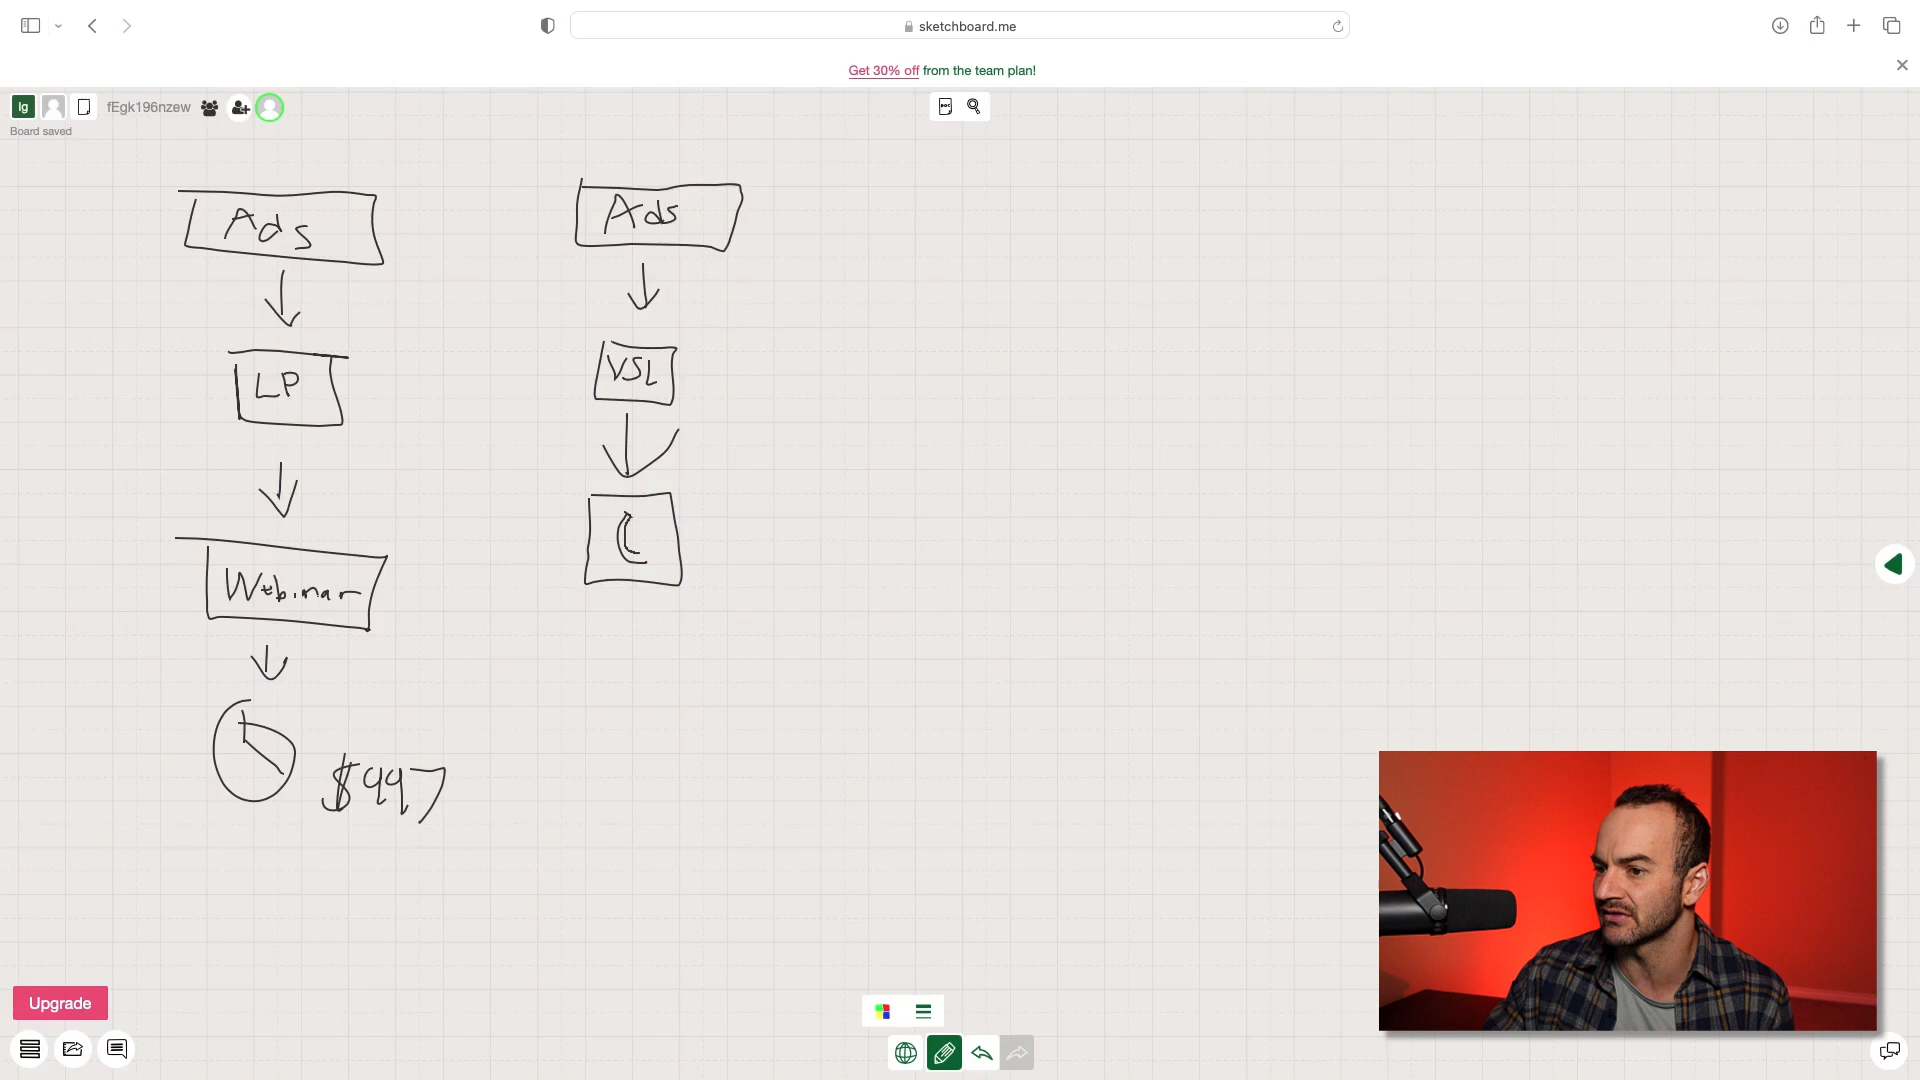 sketchboard.me
Get 30% off from the team plan!
lg
fEgk196nzew
DOC
Board saved
Ads
LP
Webinar
$997
Ads
VSL
Upgrade